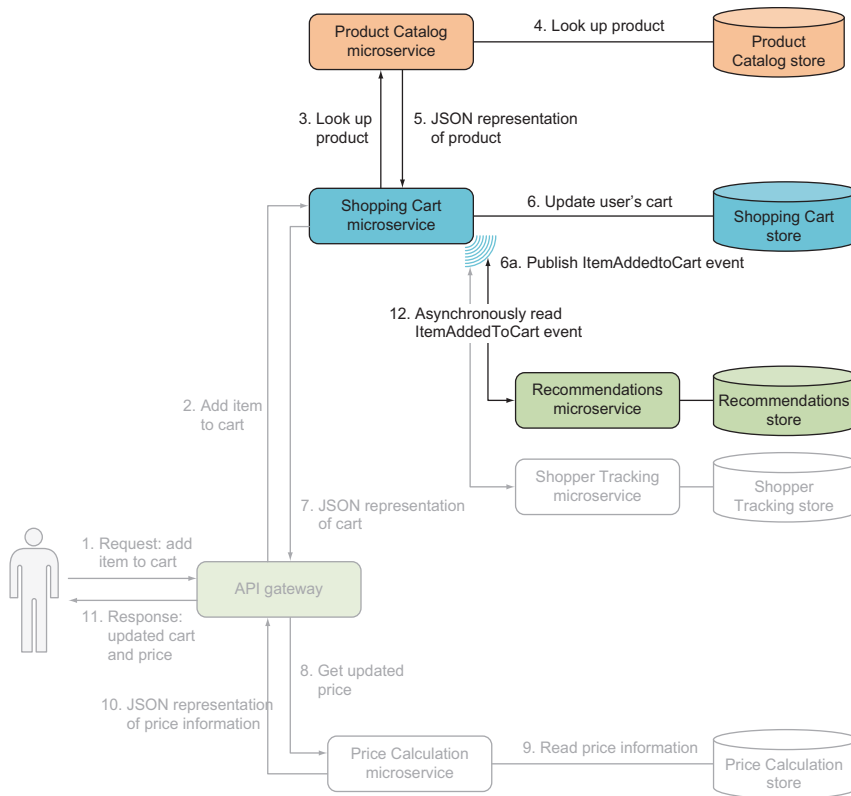 Product Catalog
microservice
4. Look up product
Product
Catalog store
3. Look up
product
5. JSON representation
of product
Shopping Cart
microservice
6. Update user's cart
Shopping Cart
store
6a. Publish ItemAddedtoCart event
12. Asynchronously read
ItemAddedToCart event
2. Add item
to cart
Recommendations
microservice
Recommendations
store
7. JSON representation
of cart
Shopper Tracking
microservice
Shopper
Tracking store
1. Request: add
item to cart
API gateway
11. Response:
updated cart
and price
8. Get updated
price
10. JSON representation
of price information
Price Calculation
microservice
9. Read price information
Price Calculation
store